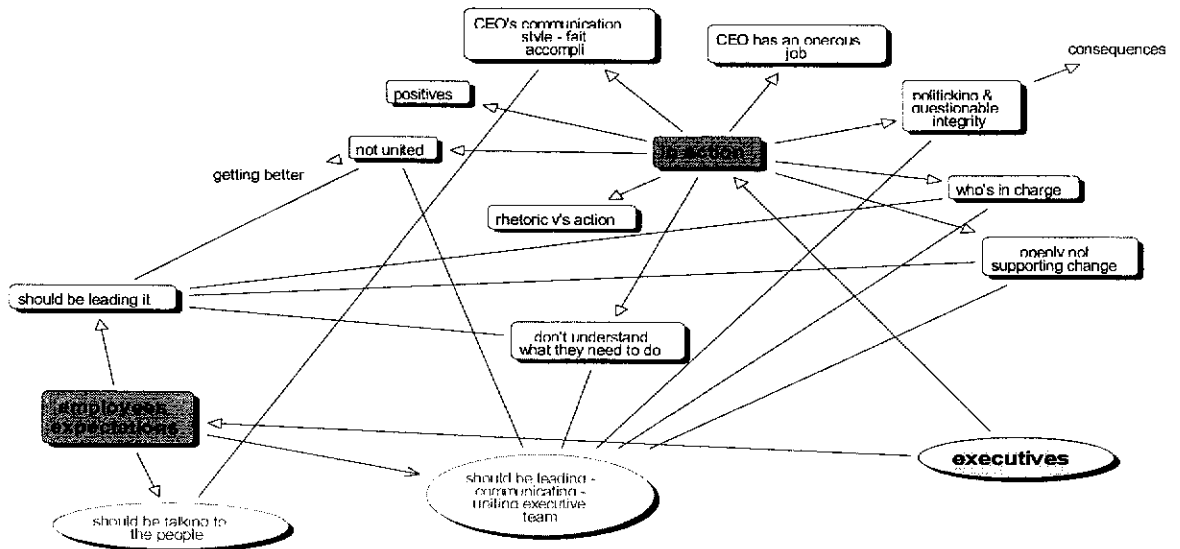 CEO's communication
style - fait
accompli
CEO has an onerous
job
consequences
positives
politicking &
questionable
integrity
not united
in action
getting better
who's in charge
rhetoric v's action
openly not
supporting change
should be leading it
don't understand
what they need to do
employees
expectations
executives
should be leading -
communicating -
uniting executive
team
should be talking to
the people